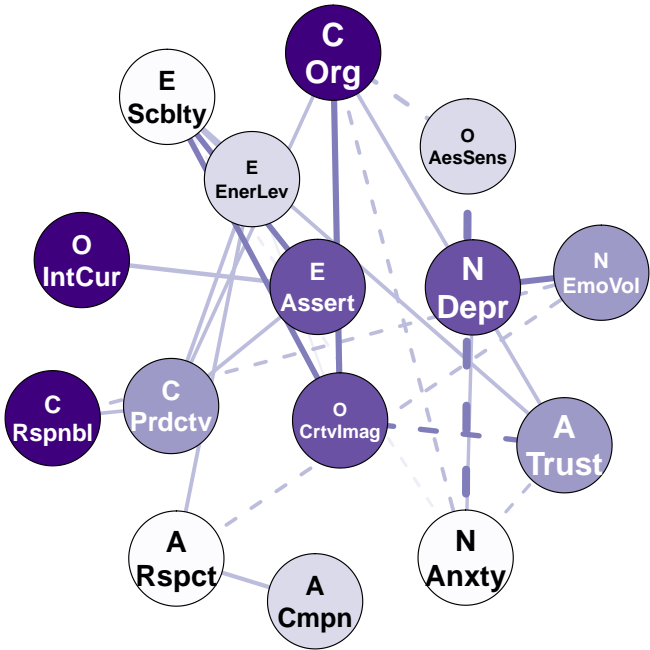 C
Org
E
Scblty
O
AesSens
E
EnerLev
O
IntCur
E
Assert
N
Depr
N
EmoVol
C
Rspnbl
C
Prdctv
O
CrtvImag
A
Trust
A
Rspct
N
Anxty
A
Cmpn